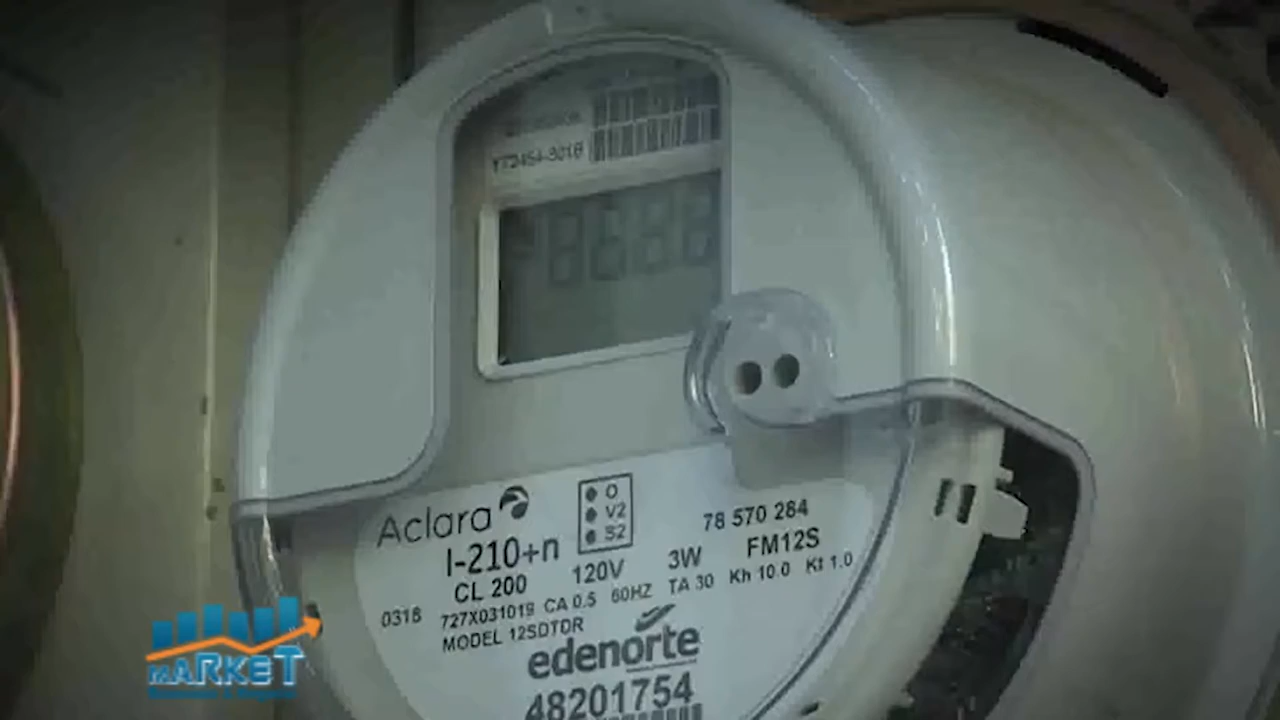 Aclara
I-210+n
CL 200
O
V2
S2
120V
3W
78 570 284
FM12S
0318
727X031019 CA 0.5 60HZ TA 30 Kh 10.0 Kt 1.0
MODEL 12SDTDR
edenorte
48201754
MARKET